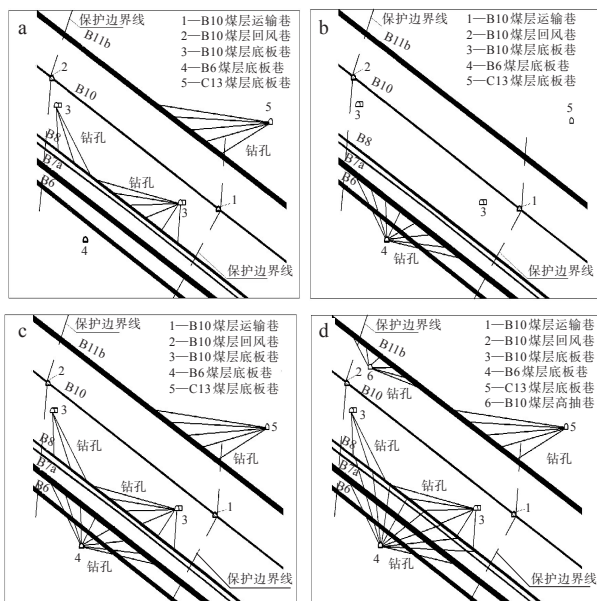 a
保护边界线
B11b
1—B10煤层运输巷
2—B10煤层回风巷
3—B10煤层底板巷
4—B6煤层底板巷
5—C13煤层底板巷
2
B10
3
5
钻孔
钻孔
B8
B7a
钻孔
B6
3
1
4
保护边界线
b
保护边界线
B11b
1—B10煤层运输巷
2—B10煤层回风巷
3—B10煤层底板巷
4—B6煤层底板巷
5—C13煤层底板巷
2
B10
3
5
B8
B7a
B6
3
1
4
钻孔
保护边界线
c
保护边界线
B11b
1—B10煤层运输巷
2—B10煤层回风巷
3—B10煤层底板巷
4—B6煤层底板巷
5—C13煤层底板巷
2
B10
3
5
钻孔
B8
钻孔
B7a
B6
3
1
4
钻孔
保护边界线
d
保护边界线
B11b
1—B10煤层运输巷
2—B10煤层回风巷
3—B10煤层底板巷
4—B6煤层底板巷
5—C13煤层底板巷
6—B10煤层高抽巷
6
2
钻孔
B10
3
5
钻孔
B8
钻孔
B7a
B6
3
1
4
钻孔
保护边界线